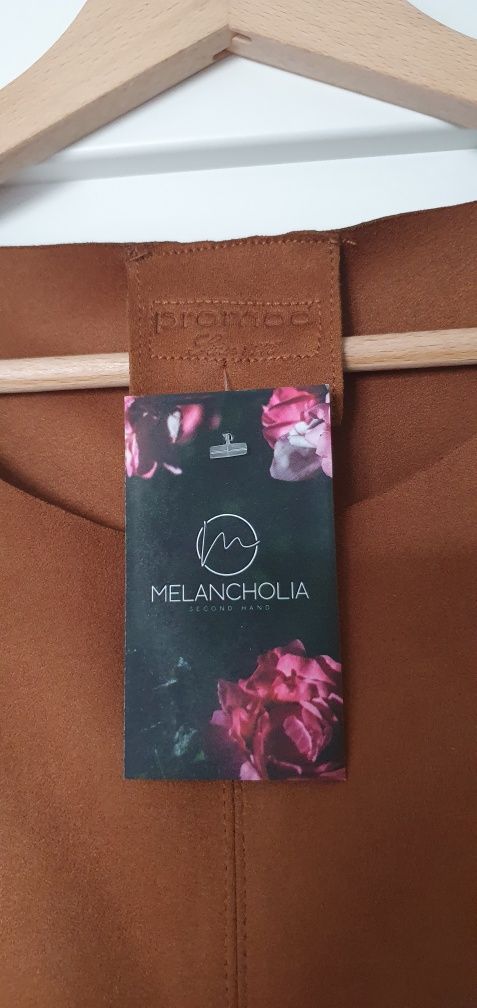 promod
MELANCHOLIA
SECOND HAND